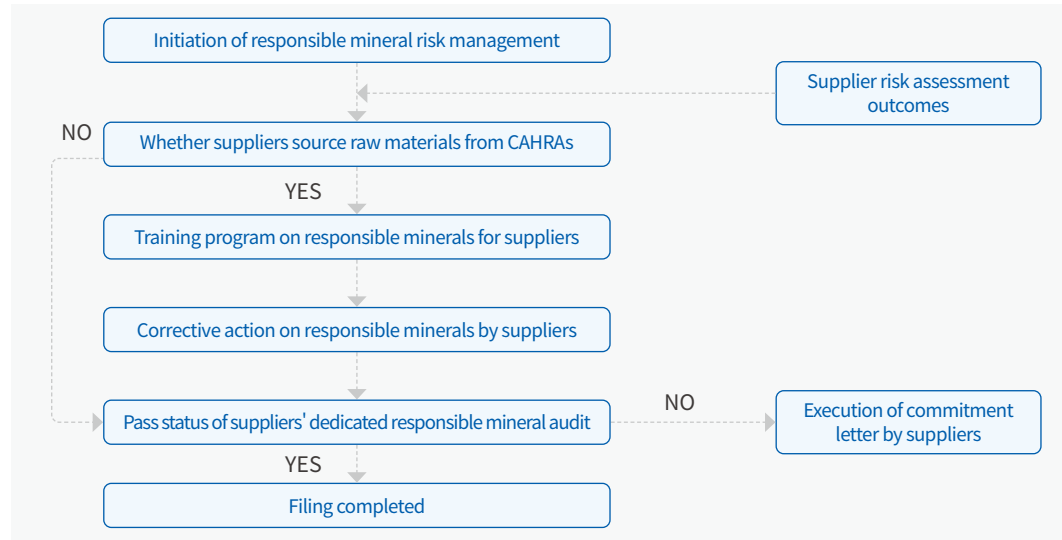 Initiation of responsible mineral risk management
Supplier risk assessment
outcomes
NO
Whether suppliers source raw materials from CAHRAs
YES
Training program on responsible minerals for suppliers
Corrective action on responsible minerals by suppliers
Pass status of suppliers' dedicated responsible mineral audit
NO
Execution of commitment
letter by suppliers
YES
Filing completed